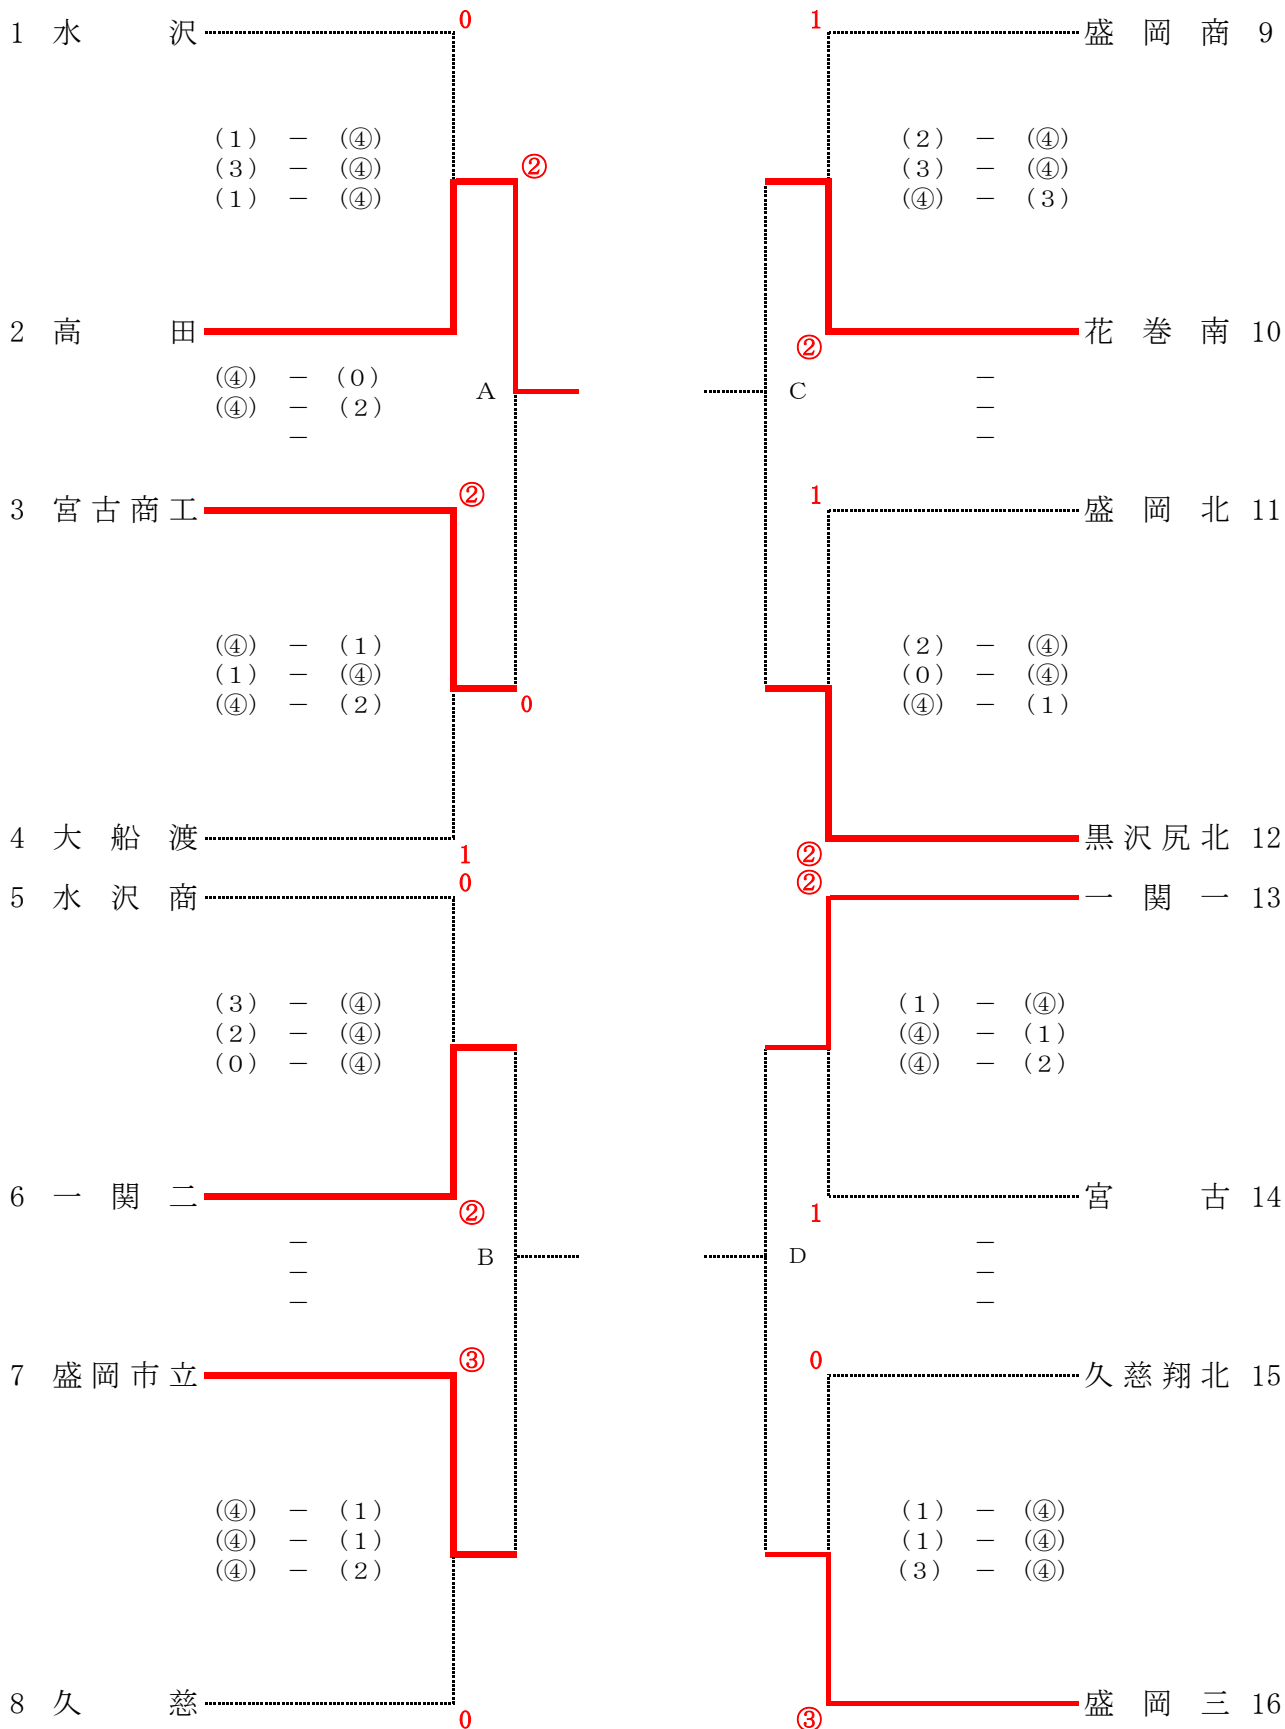 0 1
1 水 沢 盛 岡 商 9
(1) － (④) (2) － (④)
(3) － (④) (3) － (④)
(1) － (④) (④) － (3)
②
2 高 田 花 巻 南 10
②
(④) － (0) －
A C
(④) － (2) －
－ －
② 1
3 宮古商工 盛 岡 北 11
(④) － (1) (2) － (④)
(1) － (④) (0) － (④)
(④) － (2) (④) － (1)
0
4 大 船 渡 黒沢尻北 12
1 ②
0 ②
5 水 沢 商 一 関 一 13
(3) － (④) (1) － (④)
(2) － (④) (④) － (1)
(0) － (④) (④) － (2)
6 一 関 二 宮 古 14
② 1
－ －
B D
－ －
－ －
③ 0
7 盛岡市立 久慈翔北 15
(④) － (1) (1) － (④)
(④) － (1) (1) － (④)
(④) － (2) (3) － (④)
8 久 慈 盛 岡 三 16
0 ③